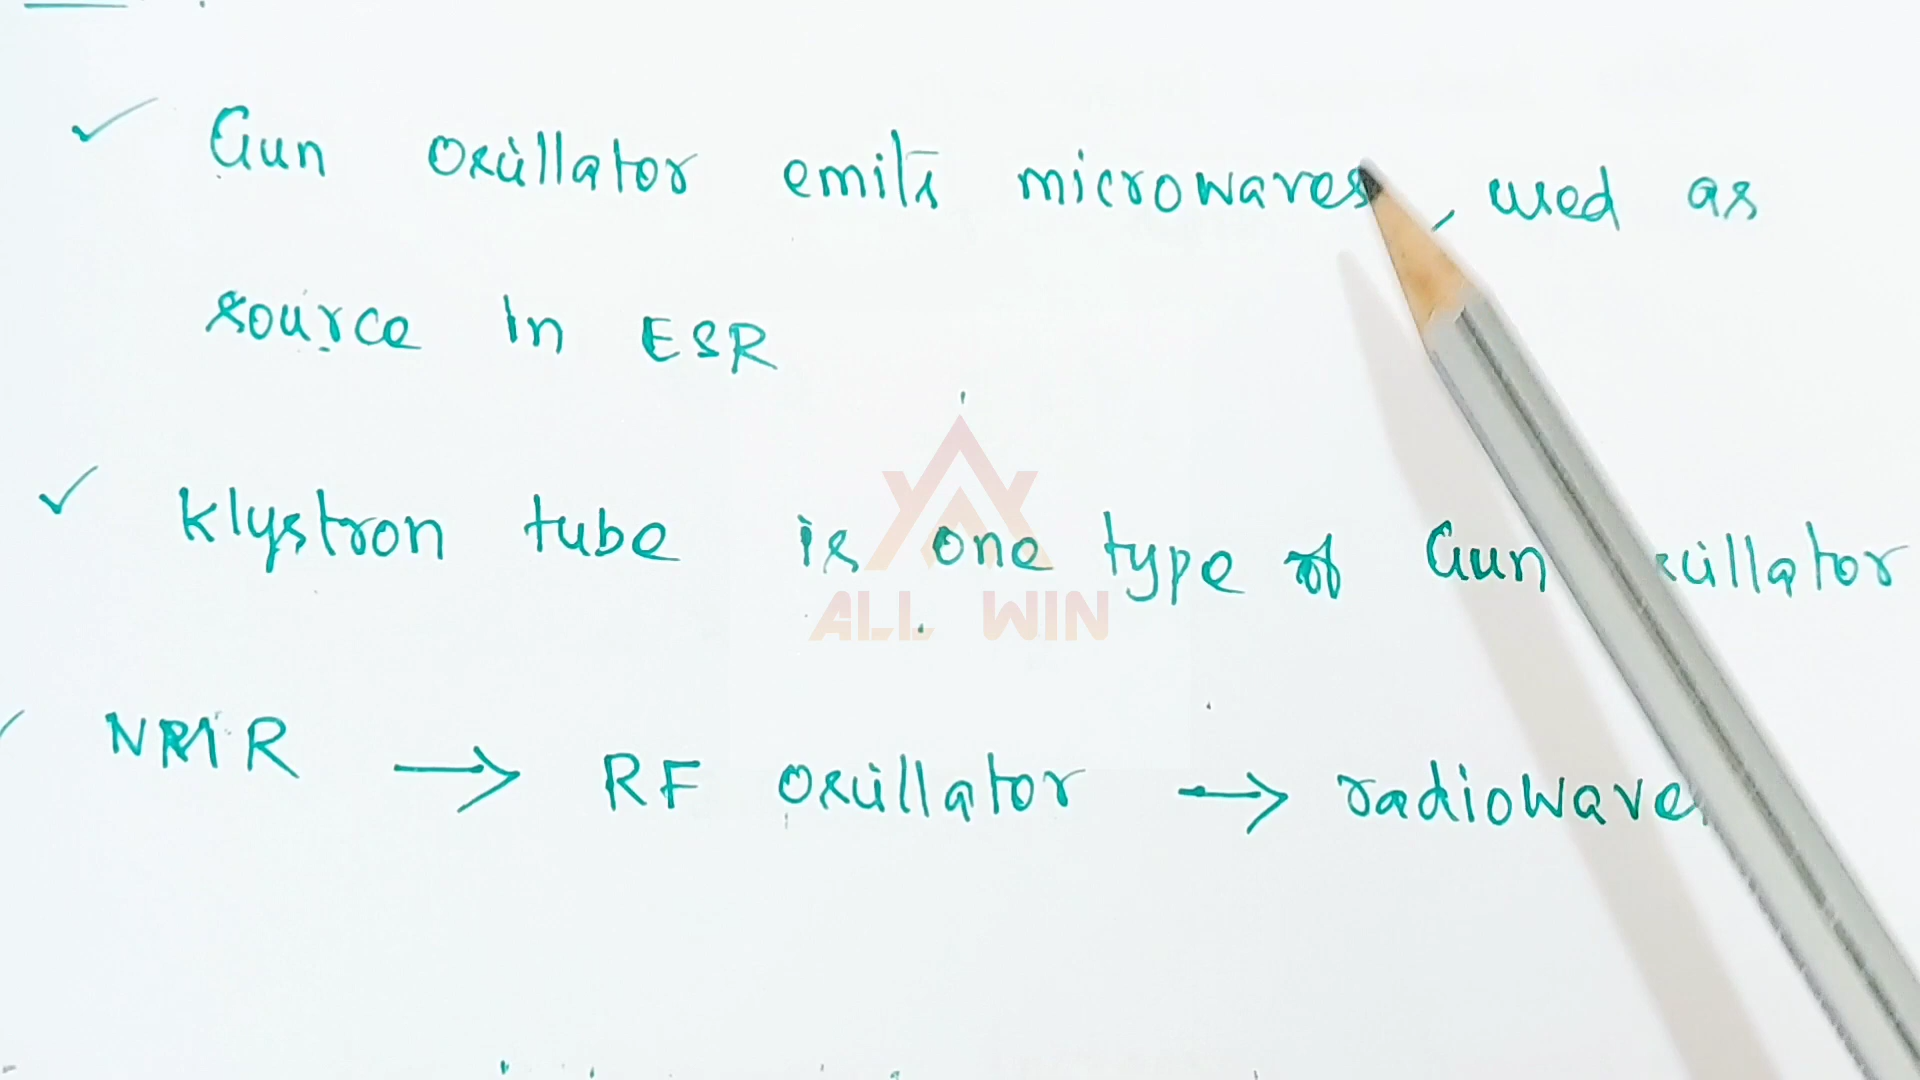 Gun oscillator emits microwaves, used as
source in ESR
Klystron tube is one type of Gun
NMR → RF oscillator → radiowave
ALL WIN